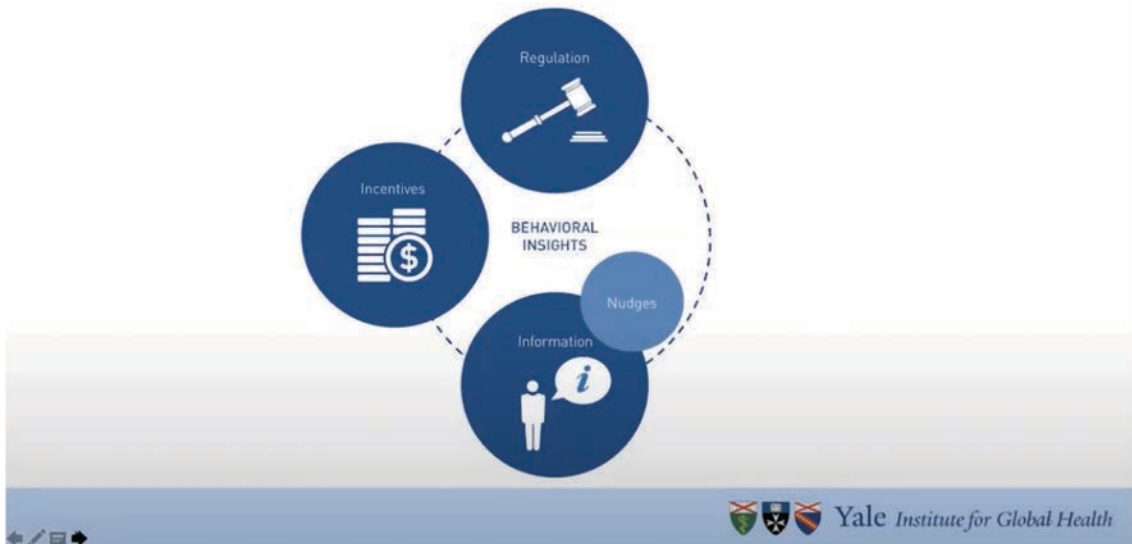 Regulation
Incentives
$
BEHAVIORAL
INSIGHTS
Nudges
Information
i
Yale Institute for Global Health